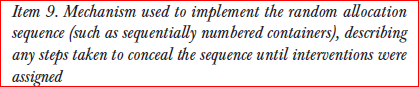 Item 9. Mechanism used to implement the random allocation
sequence (such as sequentially numbered containers), describing
any steps taken to conceal the sequence until interventions were
assigned